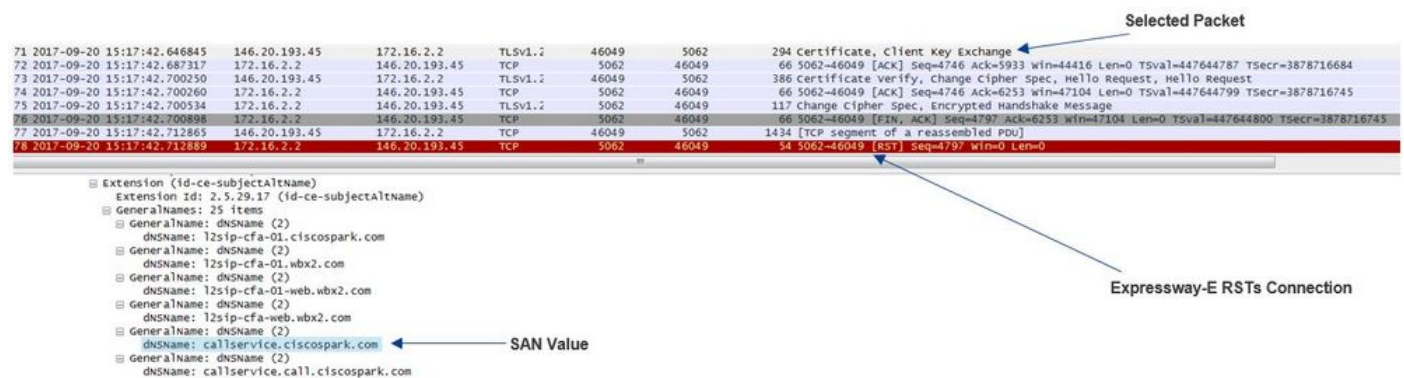 Selected Packet
71 2017-09-20 15:17:42.646845 146.20.193.45 172.16.2.2 TLSv1.2 46049 5062 294 Certificate, Client Key Exchange
72 2017-09-20 15:17:42.687317 172.16.2.2 146.20.193.45 TCP 5062 46049 66 5062→46049 [ACK] Seq=4746 Ack=5933 Win=44416 Len=0 TSval=447644787 TSecr=3878716684
73 2017-09-20 15:17:42.700250 146.20.193.45 172.16.2.2 TLSv1.2 46049 5062 386 Certificate Verify, Change Cipher Spec, Hello Request, Hello Request
74 2017-09-20 15:17:42.700260 172.16.2.2 146.20.193.45 TCP 5062 46049 66 5062→46049 [ACK] Seq=4746 Ack=6253 Win=47104 Len=0 TSval=447644799 TSecr=3878716745
75 2017-09-20 15:17:42.700534 172.16.2.2 146.20.193.45 TLSv1.2 5062 46049 117 Change Cipher Spec, Encrypted Handshake Message
76 2017-09-20 15:17:42.700898 172.16.2.2 146.20.193.45 TCP 5062 46049 66 5062→46049 [FIN, ACK] Seq=4797 Ack=6253 Win=47104 Len=0 TSval=447644800 TSecr=3878716745
77 2017-09-20 15:17:42.712865 146.20.193.45 172.16.2.2 TCP 46049 5062 1434 [TCP segment of a reassembled PDU]
78 2017-09-20 15:17:42.712889 172.16.2.2 146.20.193.45 TCP 5062 46049 54 5062→46049 [RST] Seq=4797 Win=0 Len=0
Extension (id-ce-subjectAltName)
Extension Id: 2.5.29.17 (id-ce-subjectAltName)
GeneralNames: 25 items
GeneralName: dNSName (2)
dNSName: l2sip-cfa-01.ciscospark.com
GeneralName: dNSName (2)
dNSName: l2sip-cfa-01.wbx2.com
GeneralName: dNSName (2)
dNSName: l2sip-cfa-01-web.wbx2.com
GeneralName: dNSName (2)
dNSName: l2sip-cfa-web.wbx2.com
GeneralName: dNSName (2)
dNSName: callservice.ciscospark.com
GeneralName: dNSName (2)
dNSName: callservice.call.ciscospark.com
SAN Value
Expressway-E RSTs Connection